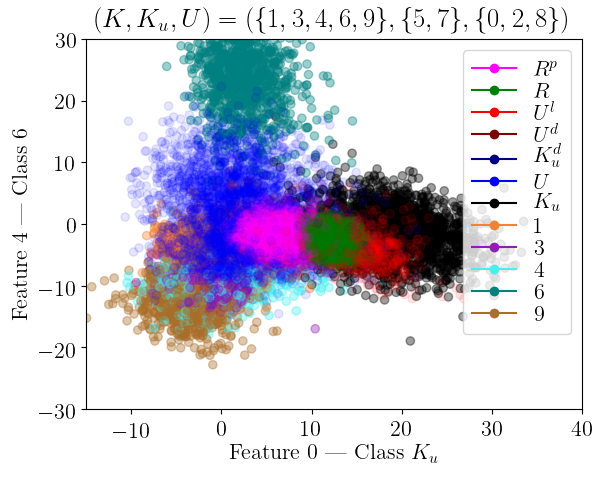 (K, K_u, U) = ({1, 3, 4, 6, 9}, {5, 7}, {0, 2, 8})
Feature 4 — Class 6
30
20
10
0
−10
−20
−30
−10 0 10 20 30 40
Feature 0 — Class K_u
R^p
R
U^l
U^d
K_u^d
U
K_u
1
3
4
6
9